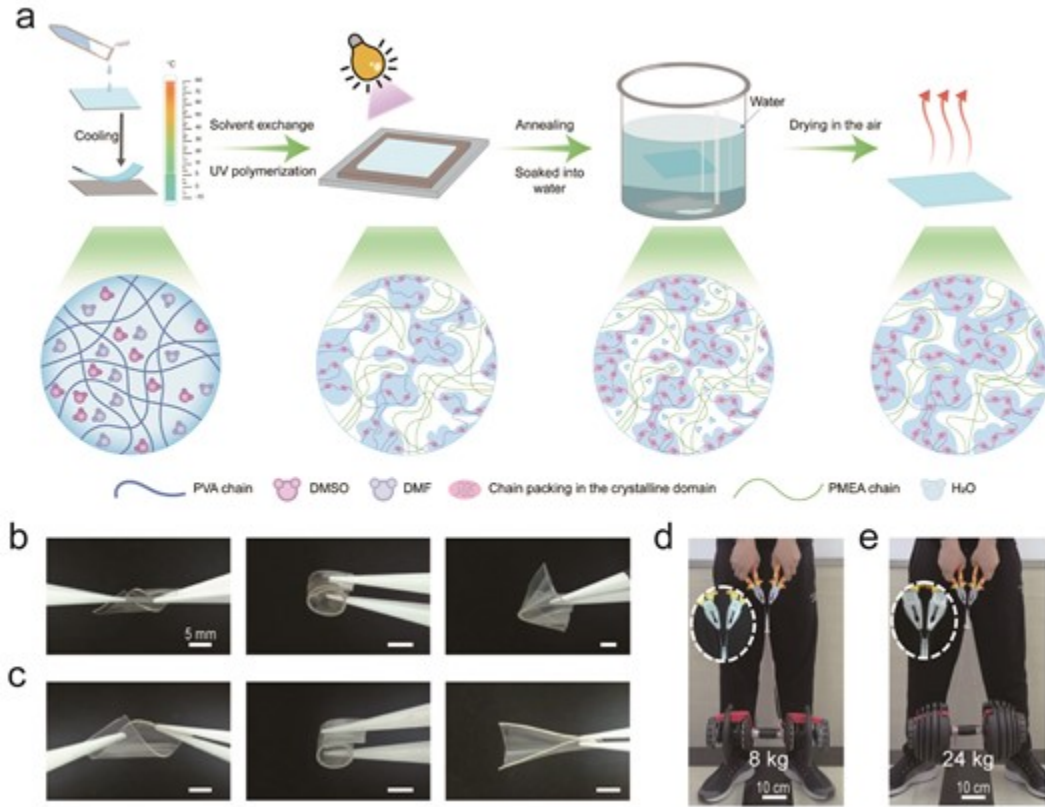 a
°C
Cooling
Solvent exchange
UV polymerization
Annealing
Soaked into
water
Water
Drying in the air
PVA chain
DMSO
DMF
Chain packing in the crystalline domain
PMEA chain
H₂O
b
5 mm
c
d
8 kg
10 cm
e
24 kg
10 cm